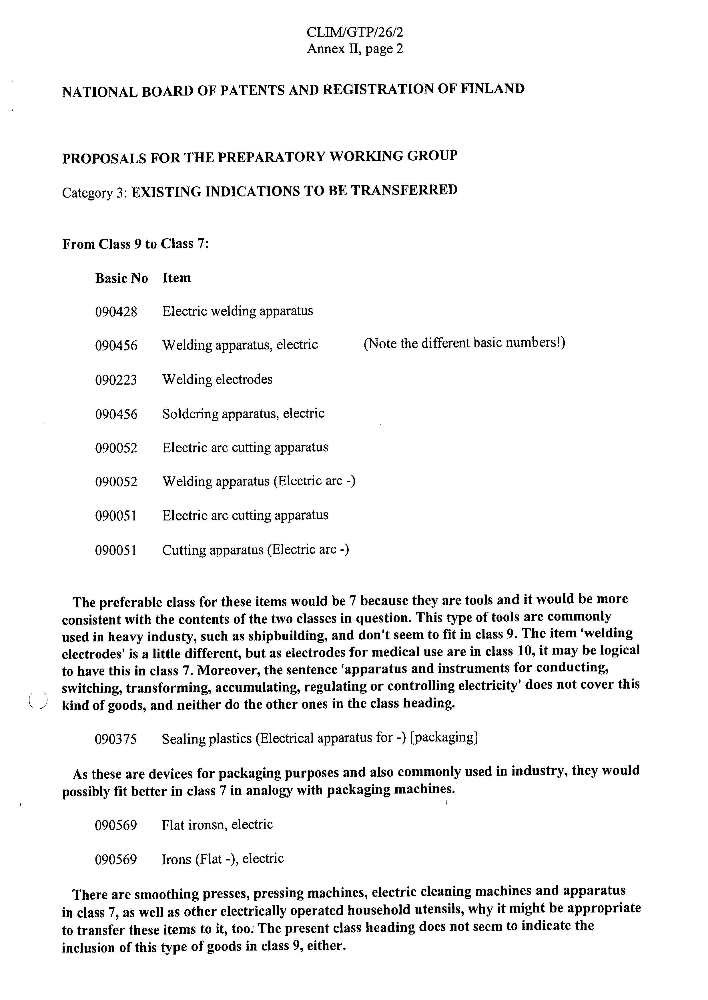 CLIM/GTP/26/2
Annex II, page 2
NATIONAL BOARD OF PATENTS AND REGISTRATION OF FINLAND
PROPOSALS FOR THE PREPARATORY WORKING GROUP
Category 3: EXISTING INDICATIONS TO BE TRANSFERRED
From Class 9 to Class 7:
Basic No Item
090428 Electric welding apparatus
090456 Welding apparatus, electric (Note the different basic numbers!)
090223 Welding electrodes
090456 Soldering apparatus, electric
090052 Electric arc cutting apparatus
090052 Welding apparatus (Electric arc -)
090051 Electric arc cutting apparatus
090051 Cutting apparatus (Electric arc -)
The preferable class for these items would be 7 because they are tools and it would be more
consistent with the contents of the two classes in question. This type of tools are commonly
used in heavy industy, such as shipbuilding, and don't seem to fit in class 9. The item 'welding
electrodes' is a little different, but as electrodes for medical use are in class 10, it may be logical
to have this in class 7. Moreover, the sentence 'apparatus and instruments for conducting,
switching, transforming, accumulating, regulating or controlling electricity' does not cover this
kind of goods, and neither do the other ones in the class heading.
090375 Sealing plastics (Electrical apparatus for -) [packaging]
As these are devices for packaging purposes and also commonly used in industry, they would
possibly fit better in class 7 in analogy with packaging machines.
090569 Flat ironsn, electric
090569 Irons (Flat -), electric
There are smoothing presses, pressing machines, electric cleaning machines and apparatus
in class 7, as well as other electrically operated household utensils, why it might be appropriate
to transfer these items to it, too. The present class heading does not seem to indicate the
inclusion of this type of goods in class 9, either.